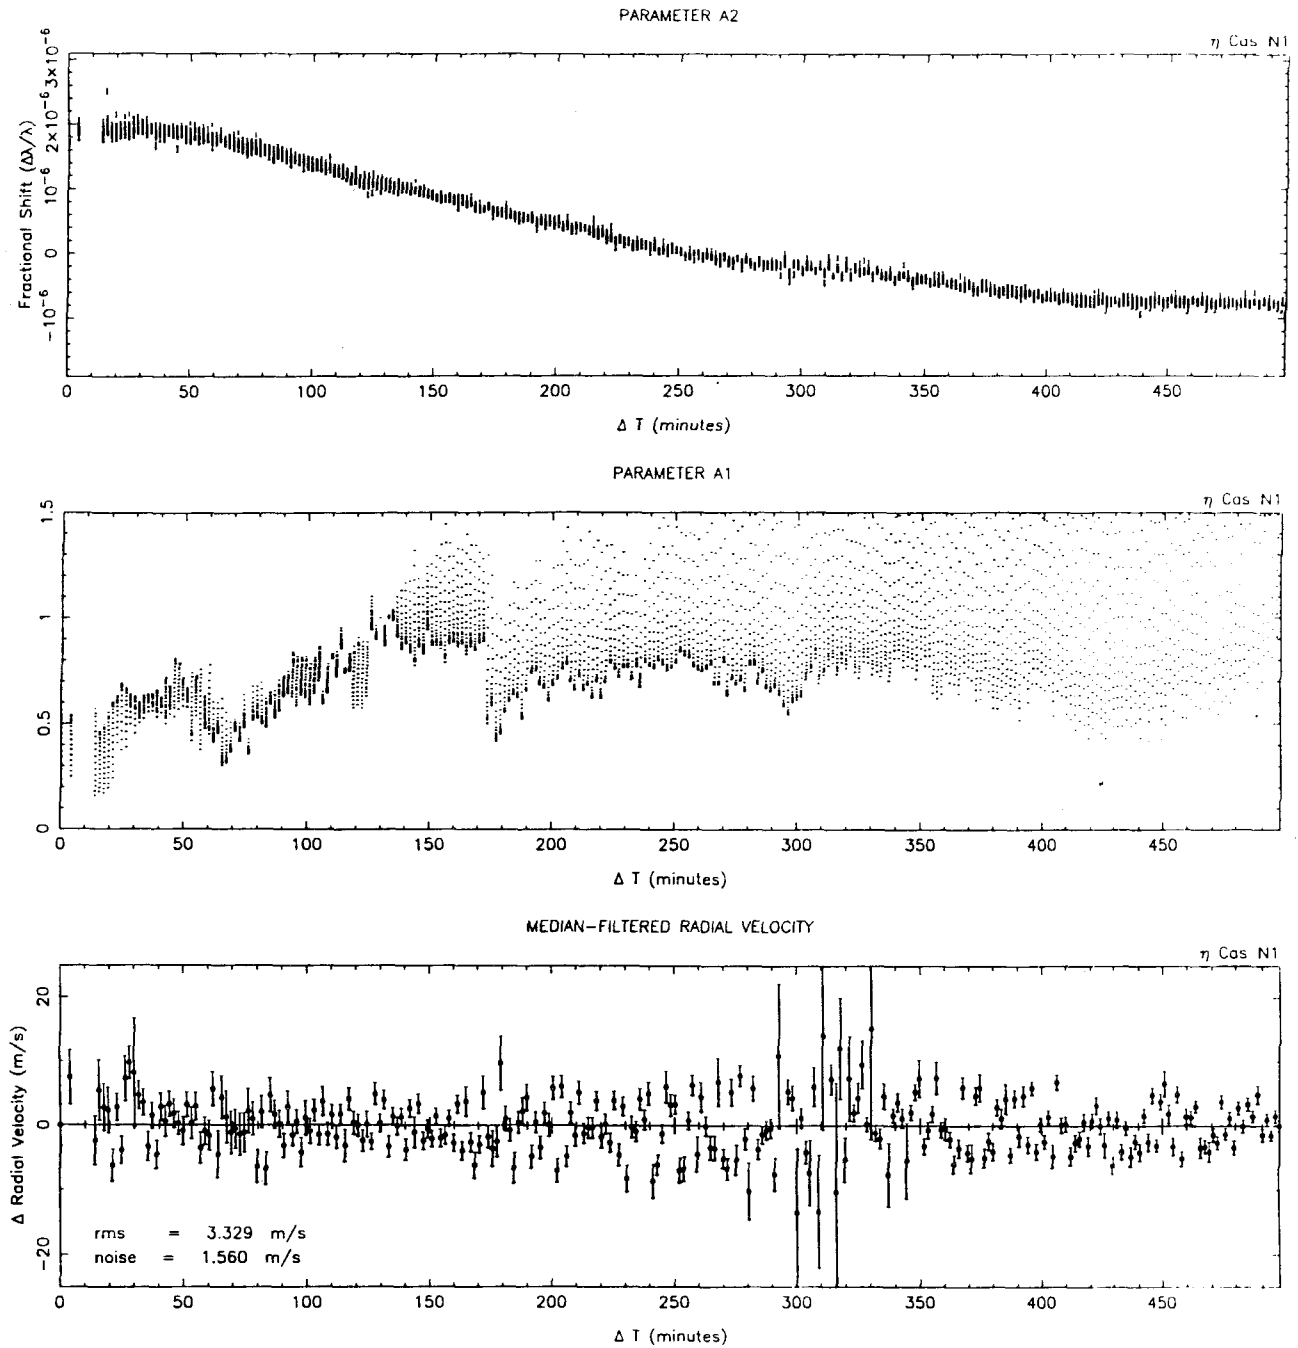 PARAMETER A2
η Cas N1
Fractional Shift (Δλ/λ)
3×10⁻⁶
2×10⁻⁶
10⁻⁶
0
−10⁻⁶
0 50 100 150 200 250 300 350 400 450
Δ T (minutes)
PARAMETER A1
η Cas N1
1.5
1
0.5
0
0 50 100 150 200 250 300 350 400 450
Δ T (minutes)
MEDIAN−FILTERED RADIAL VELOCITY
η Cas N1
Δ Radial Velocity (m/s)
20
0
−20
rms = 3.329 m/s
noise = 1.560 m/s
0 50 100 150 200 250 300 350 400 450
Δ T (minutes)